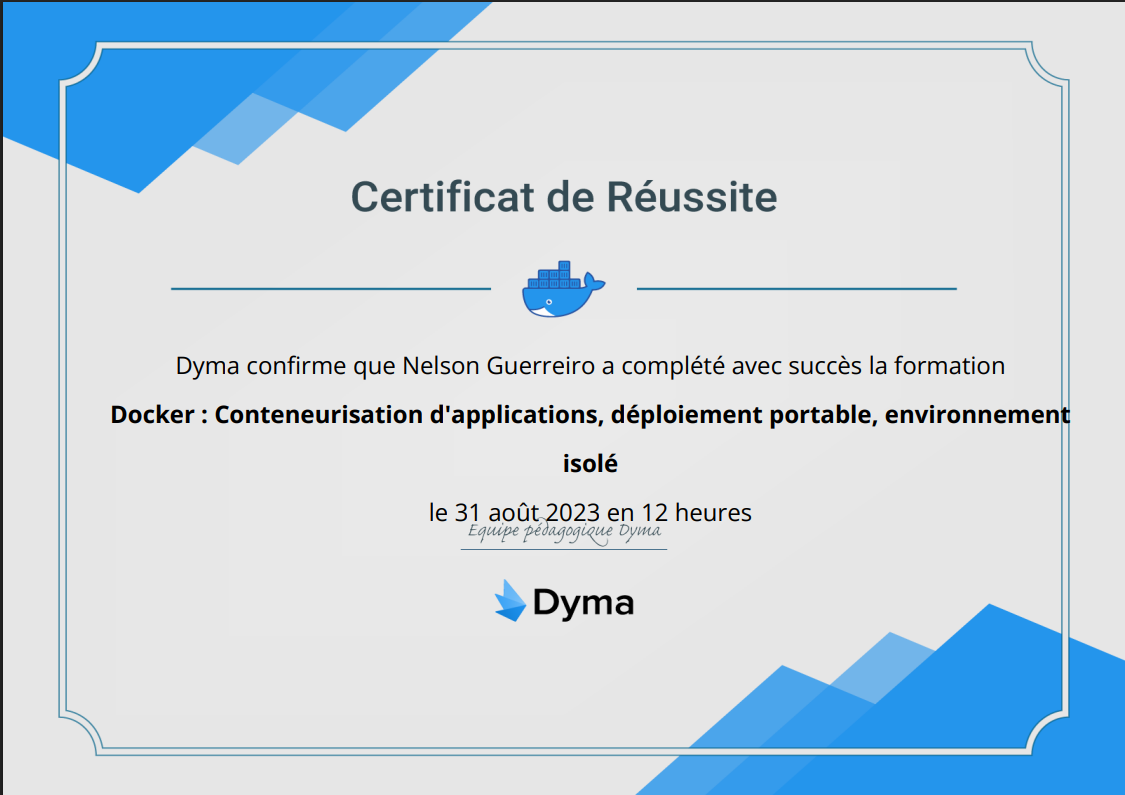 Certificat de Réussite
Dyma confirme que Nelson Guerreiro a complété avec succès la formation
Docker : Conteneurisation d'applications, déploiement portable, environnement
isolé
le 31 août 2023 en 12 heures
Equipe pédagogique Dyma
Dyma